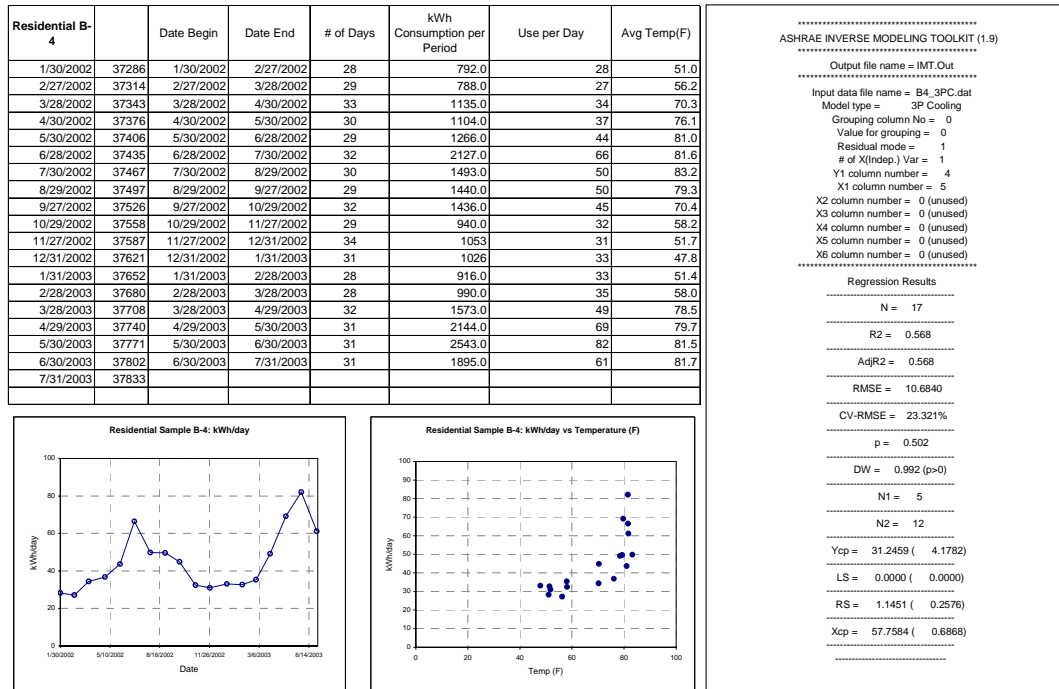 Residential B-4 Date Begin Date End # of Days kWh Consumption per Period Use per Day Avg Temp(F)
1/30/2002 37286 1/30/2002 2/27/2002 28 792.0 28 51.0
2/27/2002 37314 2/27/2002 3/28/2002 29 788.0 27 56.2
3/28/2002 37343 3/28/2002 4/30/2002 33 1135.0 34 70.3
4/30/2002 37376 4/30/2002 5/30/2002 30 1104.0 37 76.1
5/30/2002 37406 5/30/2002 6/28/2002 29 1266.0 44 81.0
6/28/2002 37435 6/28/2002 7/30/2002 32 2127.0 66 81.6
7/30/2002 37467 7/30/2002 8/29/2002 30 1493.0 50 83.2
8/29/2002 37497 8/29/2002 9/27/2002 29 1440.0 50 79.3
9/27/2002 37526 9/27/2002 10/29/2002 32 1436.0 45 70.4
10/29/2002 37558 10/29/2002 11/27/2002 29 940.0 32 58.2
11/27/2002 37587 11/27/2002 12/31/2002 34 1053 31 51.7
12/31/2002 37621 12/31/2002 1/31/2003 31 1026 33 47.8
1/31/2003 37652 1/31/2003 2/28/2003 28 916.0 33 51.4
2/28/2003 37680 2/28/2003 3/28/2003 28 990.0 35 58.0
3/28/2003 37708 3/28/2003 4/29/2003 32 1573.0 49 78.5
4/29/2003 37740 4/29/2003 5/30/2003 31 2144.0 69 79.7
5/30/2003 37771 5/30/2003 6/30/2003 31 2543.0 82 81.5
6/30/2003 37802 6/30/2003 7/31/2003 31 1895.0 61 81.7
7/31/2003 37833
Residential Sample B-4: kWh/day
100
80
60
40
20
0
kWh/day
1/30/2002 5/10/2002 8/18/2002 11/26/2002 3/6/2003 6/14/2003
Date
Residential Sample B-4: kWh/day vs Temperature (F)
100
90
80
70
60
50
40
30
20
10
0
kWh/day
0 20 40 60 80 100
Temp (F)
*******************************************
ASHRAE INVERSE MODELING TOOLKIT (1.9)
*******************************************
Output file name = IMT.Out
*******************************************
Input data file name = B4_3PC.dat
Model type = 3P Cooling
Grouping column No = 0
Value for grouping = 0
Residual mode = 1
# of X(Indep.) Var = 1
Y1 column number = 4
X1 column number = 5
X2 column number = 0 (unused)
X3 column number = 0 (unused)
X4 column number = 0 (unused)
X5 column number = 0 (unused)
X6 column number = 0 (unused)
*******************************************
Regression Results
--------------------------------------
N = 17
--------------------------------------
R2 = 0.568
--------------------------------------
AdjR2 = 0.568
--------------------------------------
RMSE = 10.6840
--------------------------------------
CV-RMSE = 23.321%
--------------------------------------
p = 0.502
--------------------------------------
DW = 0.992 (p>0)
--------------------------------------
N1 = 5
--------------------------------------
N2 = 12
--------------------------------------
Ycp = 31.2459 ( 4.1782)
--------------------------------------
LS = 0.0000 ( 0.0000)
--------------------------------------
RS = 1.1451 ( 0.2576)
--------------------------------------
Xcp = 57.7584 ( 0.6868)
--------------------------------------
---------------------------------